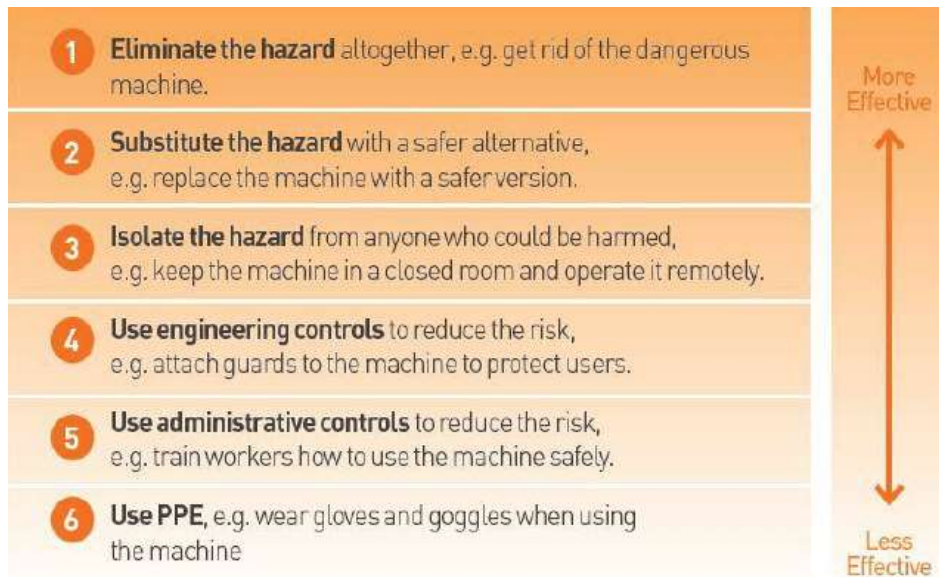 1 Eliminate the hazard altogether, e.g. get rid of the dangerous
machine.
2 Substitute the hazard with a safer alternative,
e.g. replace the machine with a safer version.
3 Isolate the hazard from anyone who could be harmed,
e.g. keep the machine in a closed room and operate it remotely.
4 Use engineering controls to reduce the risk,
e.g. attach guards to the machine to protect users.
5 Use administrative controls to reduce the risk,
e.g. train workers how to use the machine safely.
6 Use PPE, e.g. wear gloves and goggles when using
the machine
More
Effective
Less
Effective